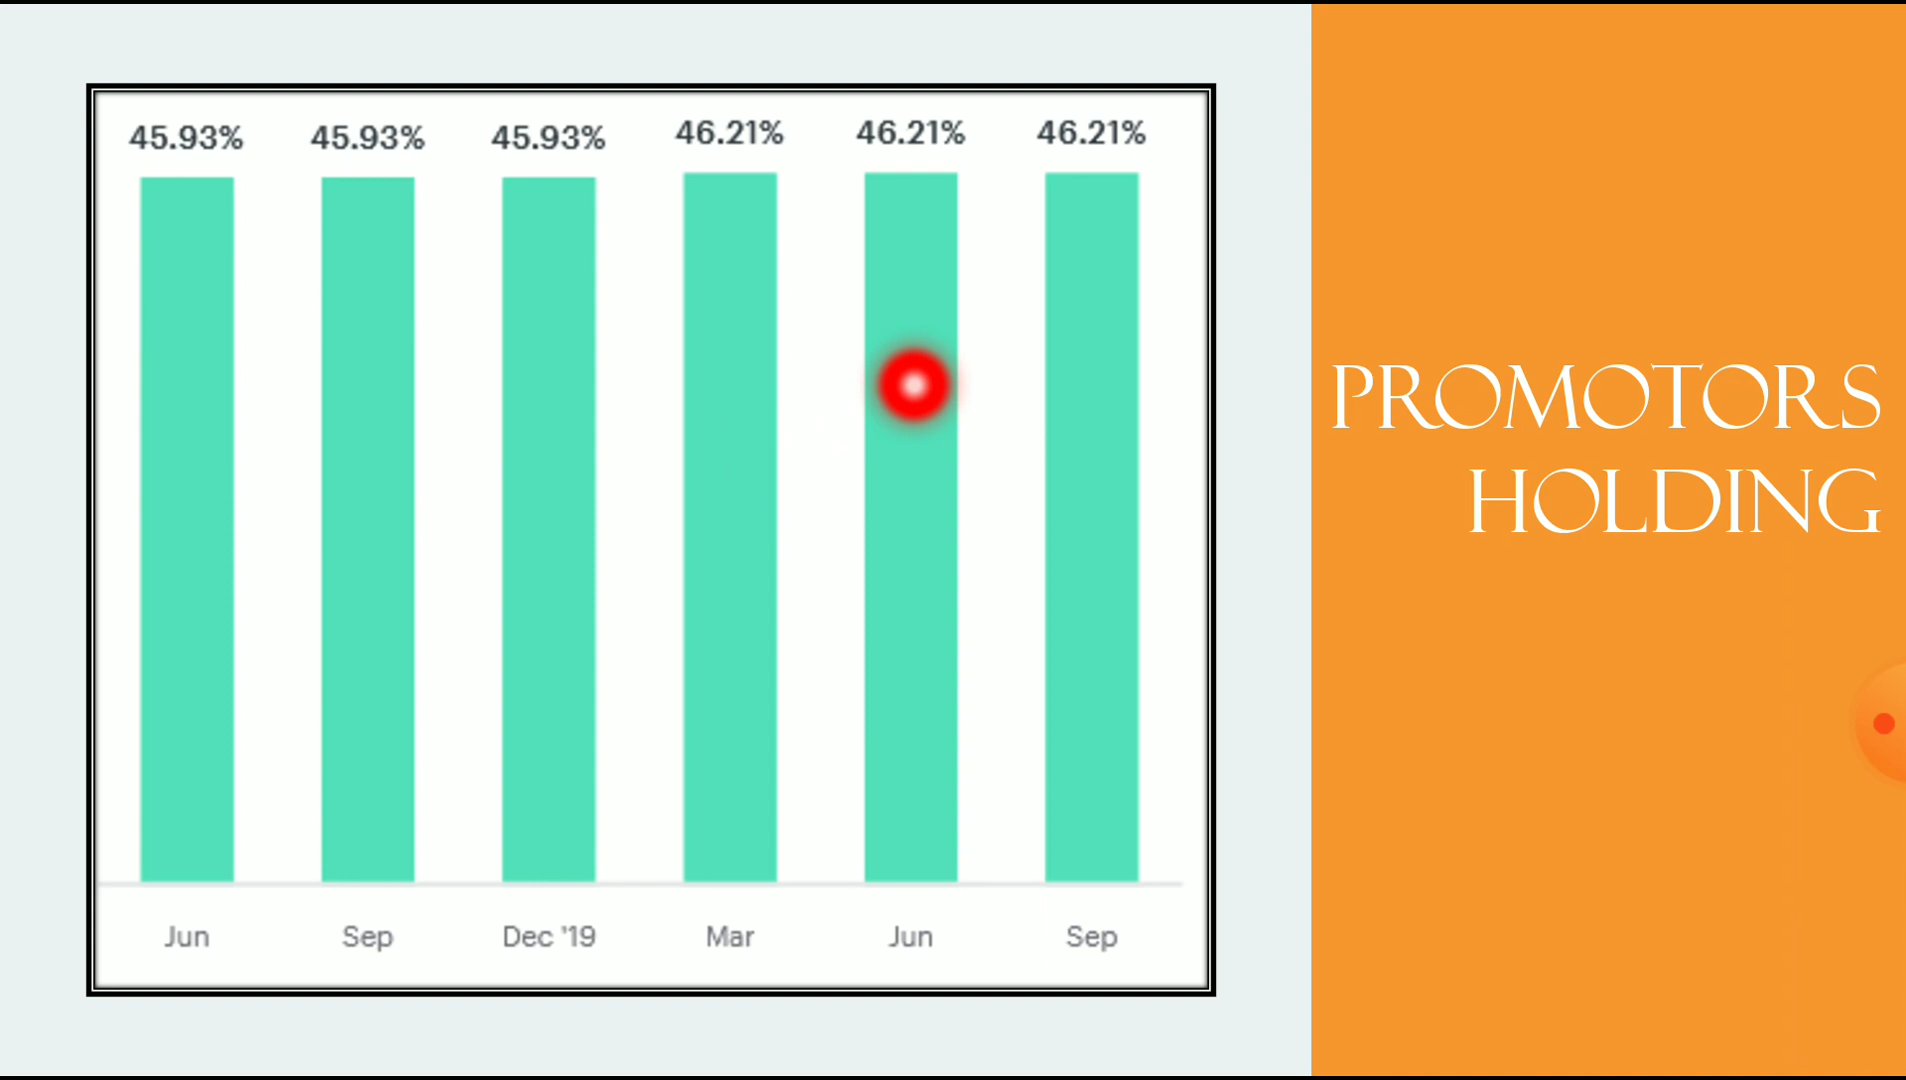 45.93% 45.93% 45.93% 46.21% 46.21% 46.21%
Jun Sep Dec '19 Mar Jun Sep
PROMOTORS
HOLDING